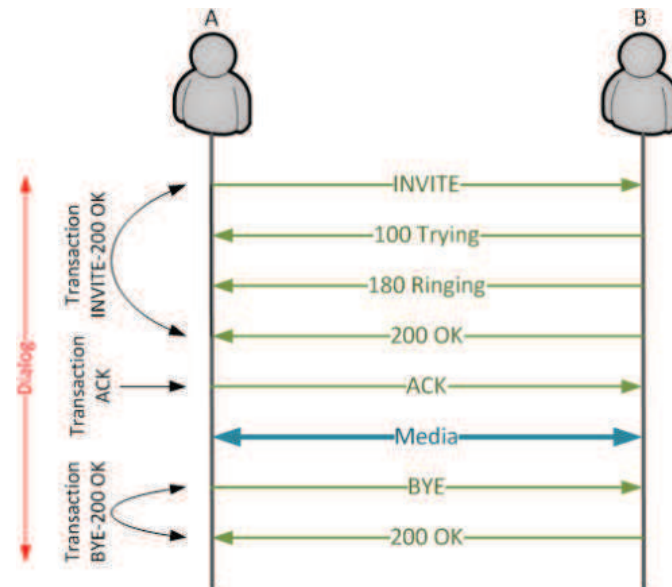 A
B
INVITE
100 Trying
180 Ringing
200 OK
ACK
Media
BYE
200 OK
Dialog
Transaction
INVITE-200 OK
Transaction
ACK
Transaction
BYE-200 OK